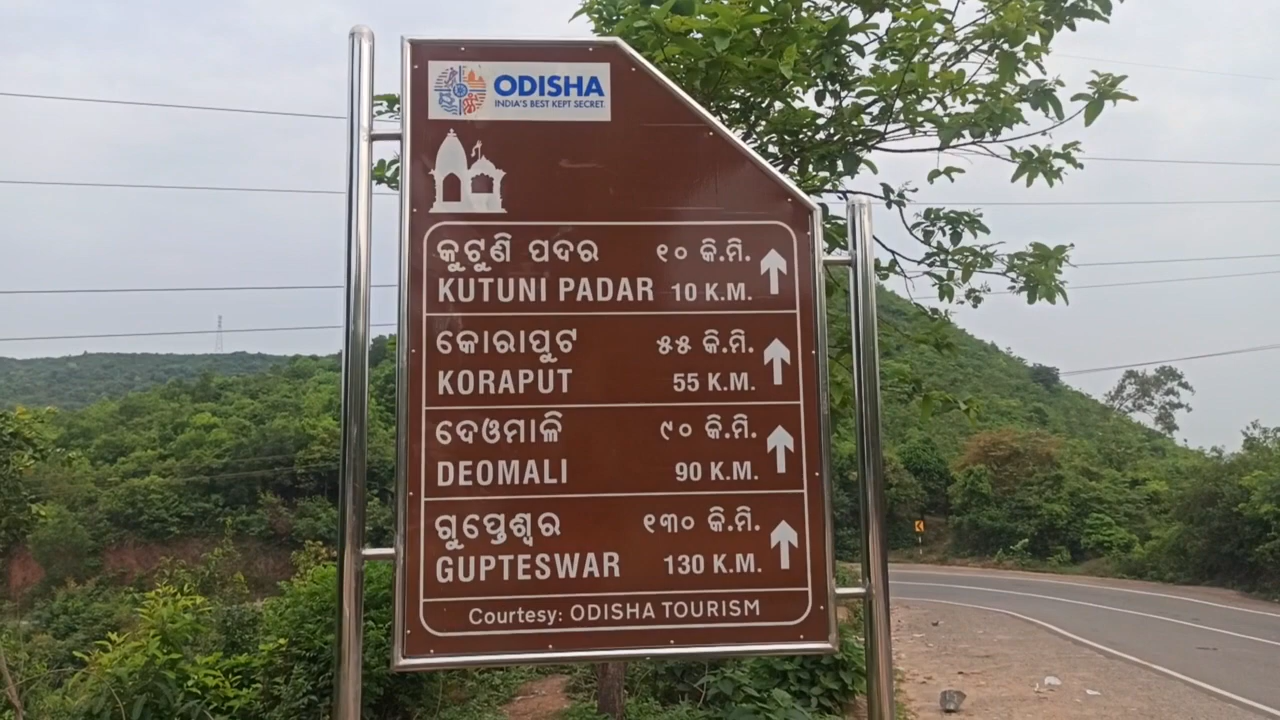 ODISHA
INDIA'S BEST KEPT SECRET.
କୁଟୁଣି ପଦର ୧୦ କି.ମି.
KUTUNI PADAR 10 K.M.
କୋରାପୁଟ ୫୫ କି.ମି.
KORAPUT 55 K.M.
ଦେଓମାଳି ୯୦ କି.ମି.
DEOMALI 90 K.M.
ଗୁପ୍ତେଶ୍ୱର ୧୩୦ କି.ମି.
GUPTESWAR 130 K.M.
Courtesy: ODISHA TOURISM